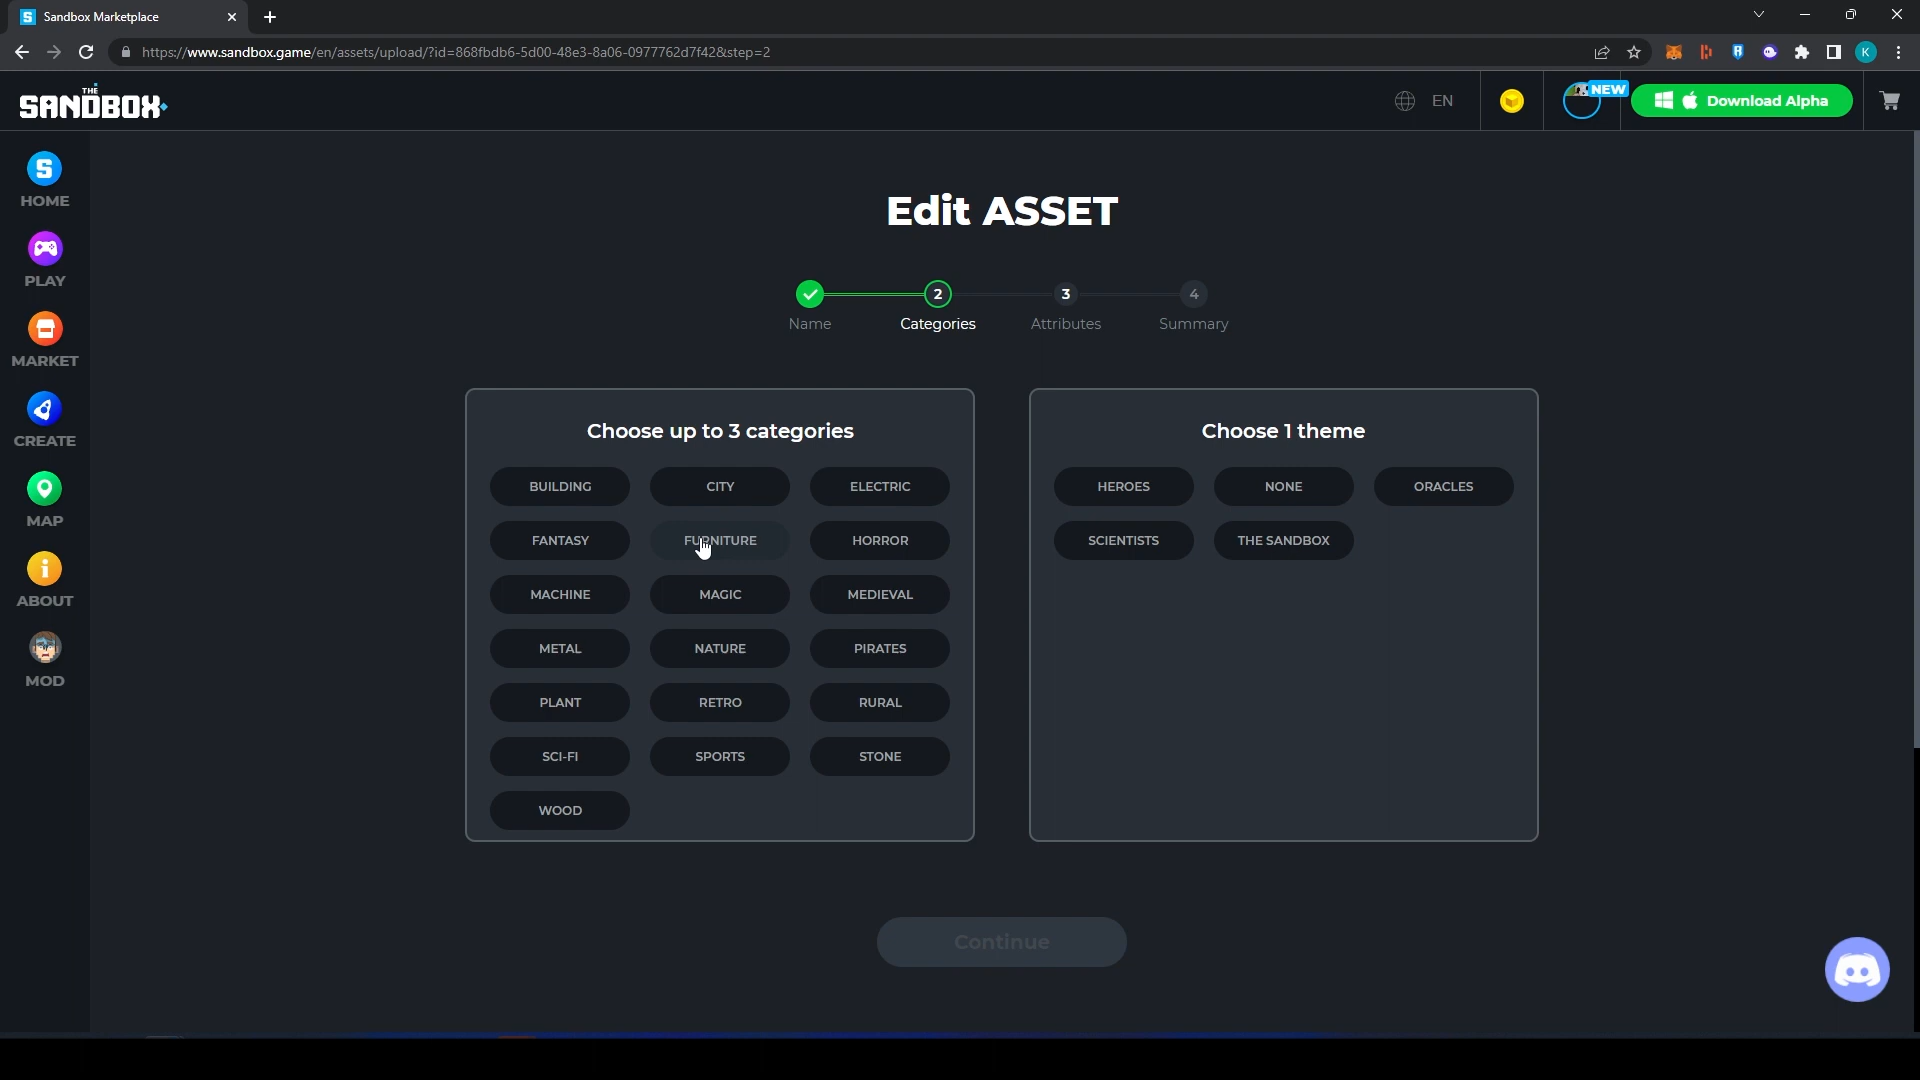 Sandbox Marketplace
https://www.sandbox.game/en/assets/upload/?id=868fbdb6-5d00-48e3-8a06-0977762d7f42&step=2
K
THE
SANDBOX
EN
NEW
Download Alpha
S
HOME
PLAY
MARKET
CREATE
MAP
ABOUT
MOD
Edit ASSET
2 3 4
Name Categories Attributes Summary
Choose up to 3 categories
BUILDING CITY ELECTRIC
FANTASY FURNITURE HORROR
MACHINE MAGIC MEDIEVAL
METAL NATURE PIRATES
PLANT RETRO RURAL
SCI-FI SPORTS STONE
WOOD
Choose 1 theme
HEROES NONE ORACLES
SCIENTISTS THE SANDBOX
Continue